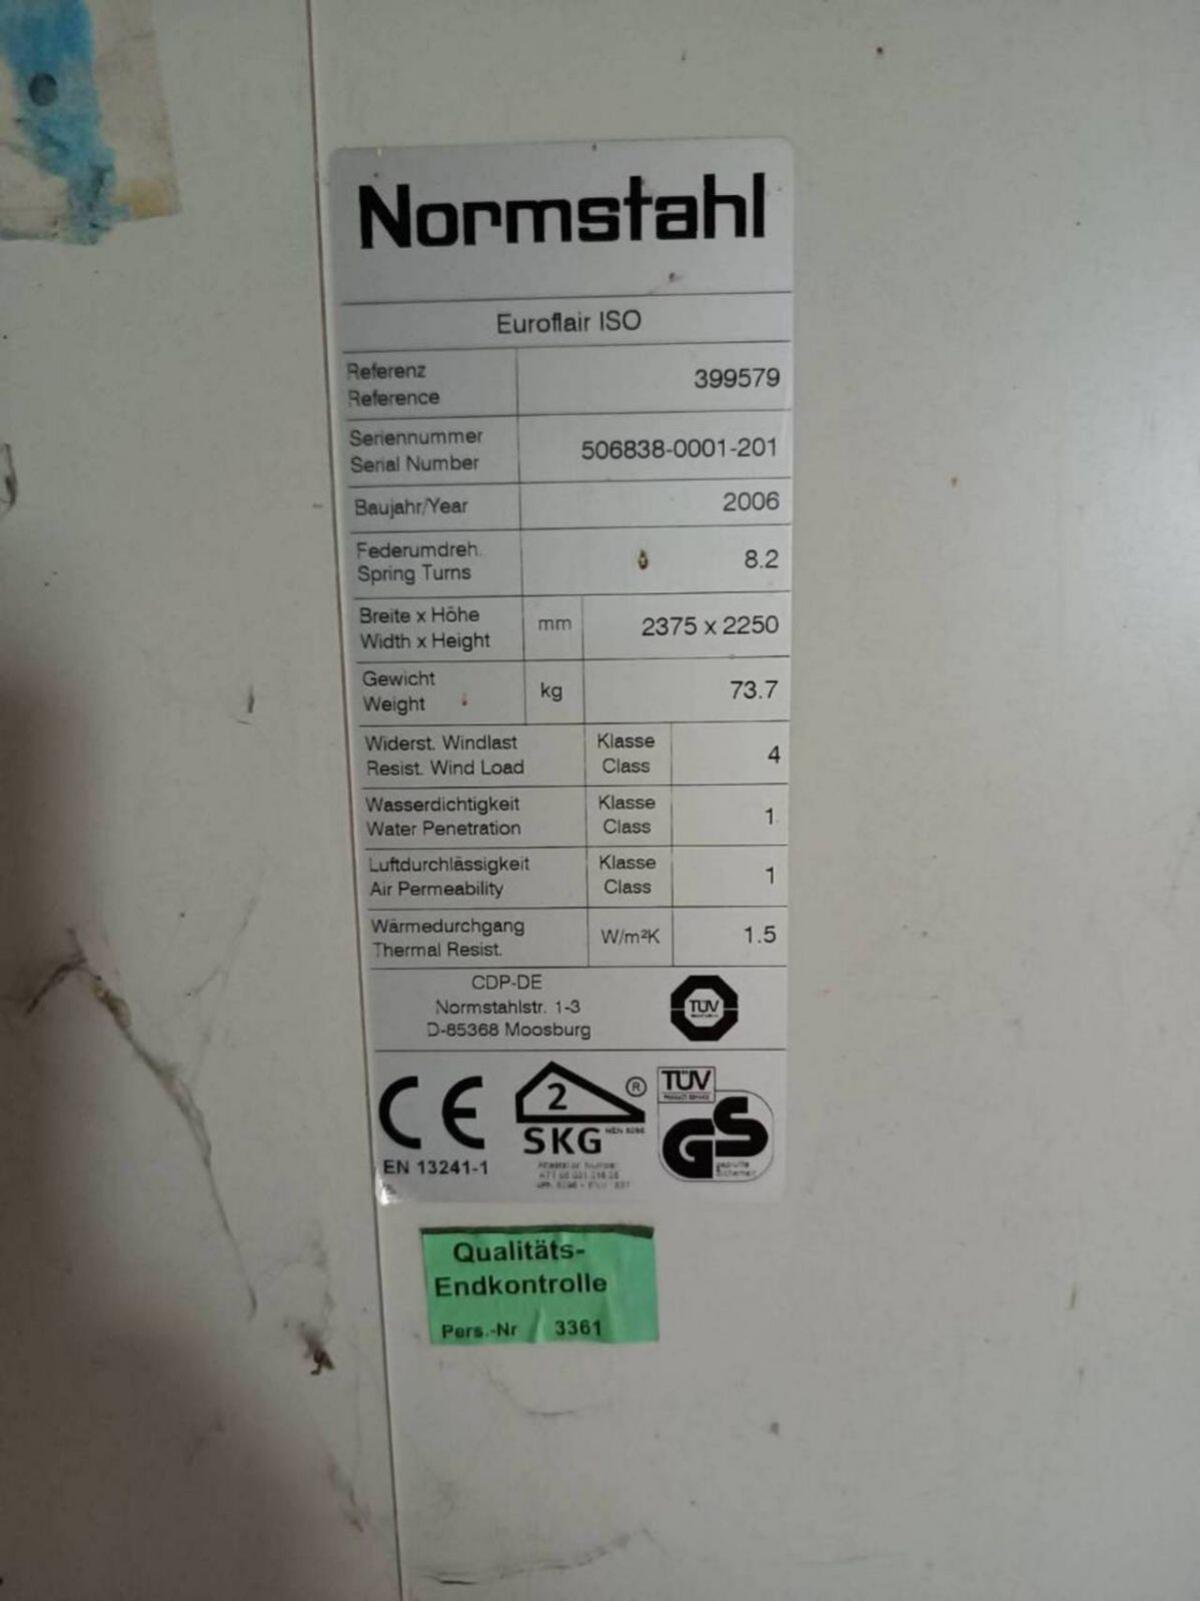 Normstahl
Euroflair ISO
Referenz
Reference
399579
Seriennummer
Serial Number
506838-0001-201
Baujahr/Year
2006
Federumdreh.
Spring Turns
8.2
Breite x Höhe
Width x Height
mm
2375 x 2250
Gewicht
Weight
kg
73.7
Widerst. Windlast
Resist. Wind Load
Klasse
Class
4
Wasserdichtigkeit
Water Penetration
Klasse
Class
1
Luftdurchlässigkeit
Air Permeability
Klasse
Class
1
Wärmedurchgang
Thermal Resist.
W/m²K
1.5
CDP-DE
Normstahlstr. 1-3
D-85368 Moosburg
TÜV
CE
EN 13241-1
2
®
SKG
TÜV
PRODUCT SERVICE
GS
geprüfte
Sicherheit
Qualitäts-
Endkontrolle
Pers.-Nr 3361